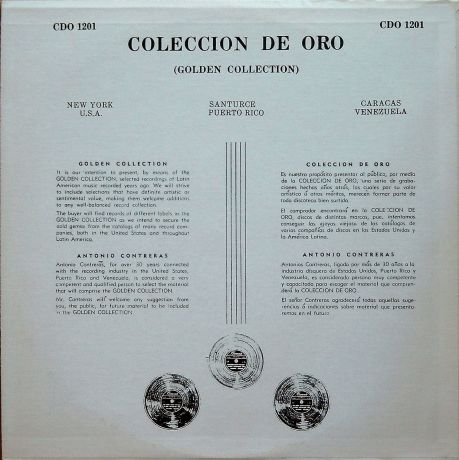 CDO 1201
CDO 1201
COLECCION DE ORO
(GOLDEN COLLECTION)
NEW YORK
U.S.A.
SANTURCE
PUERTO RICO
CARACAS
VENEZUELA
GOLDEN COLLECTION
It is our intention to present, by means of the
GOLDEN COLLECTION, selected recordings of Latin
American music recorded years ago. We will strive
to include selections that have definite artistic or
sentimental value, making them welcome additions
to any well-balanced record collection.
The buyer will find records of different labels in the
GOLDEN COLLECTION as we intend to secure the
said gemss from the catalogs of many record com-
panies, both in the United States and throughout
Latin America.
ANTONIO CONTRERAS
Antonio Contreras, for over 30 years connected
with the recording industry in the United States,
Puerto Rico and Venezuela, is considered a very
competent and qualified person to select the material
that will comprise the GOLDEN COLLECTION.
Mr. Contreras will welcome any suggestion from
you, the public, for future material to be included
in the GOLDEN COLLECTION.
COLECCION DE ORO
Es nuestro propósito presentar al público, por medio
de la COLECCION DE ORO, una serie de graba-
ciones hechas años atrás, las cuales por su valor
artístico ó otros méritos, merecen formar parte de
toda discoteca bien surtida.
El comprador encontrará en la COLECCION DE
ORO, discos de distintas marcas, pues, intentamos
conseguir las joyas viejas de los catálogos de
varias compañías de discos en los Estados Unidos y
la América Latina.
ANTONIO CONTRERAS
Antonio Contreras, ligado por más de 30 años a la
industria disquera de Estados Unidos, Puerto Rico y
Venezuela, es considerado persona muy competente
y capacitada para escoger el material que compren-
derá la COLECCION DE ORO.
El señor Contreras agradecerá todas aquellas suge-
rencias ó indicaciones sobre material que presenta-
remos en el futuro